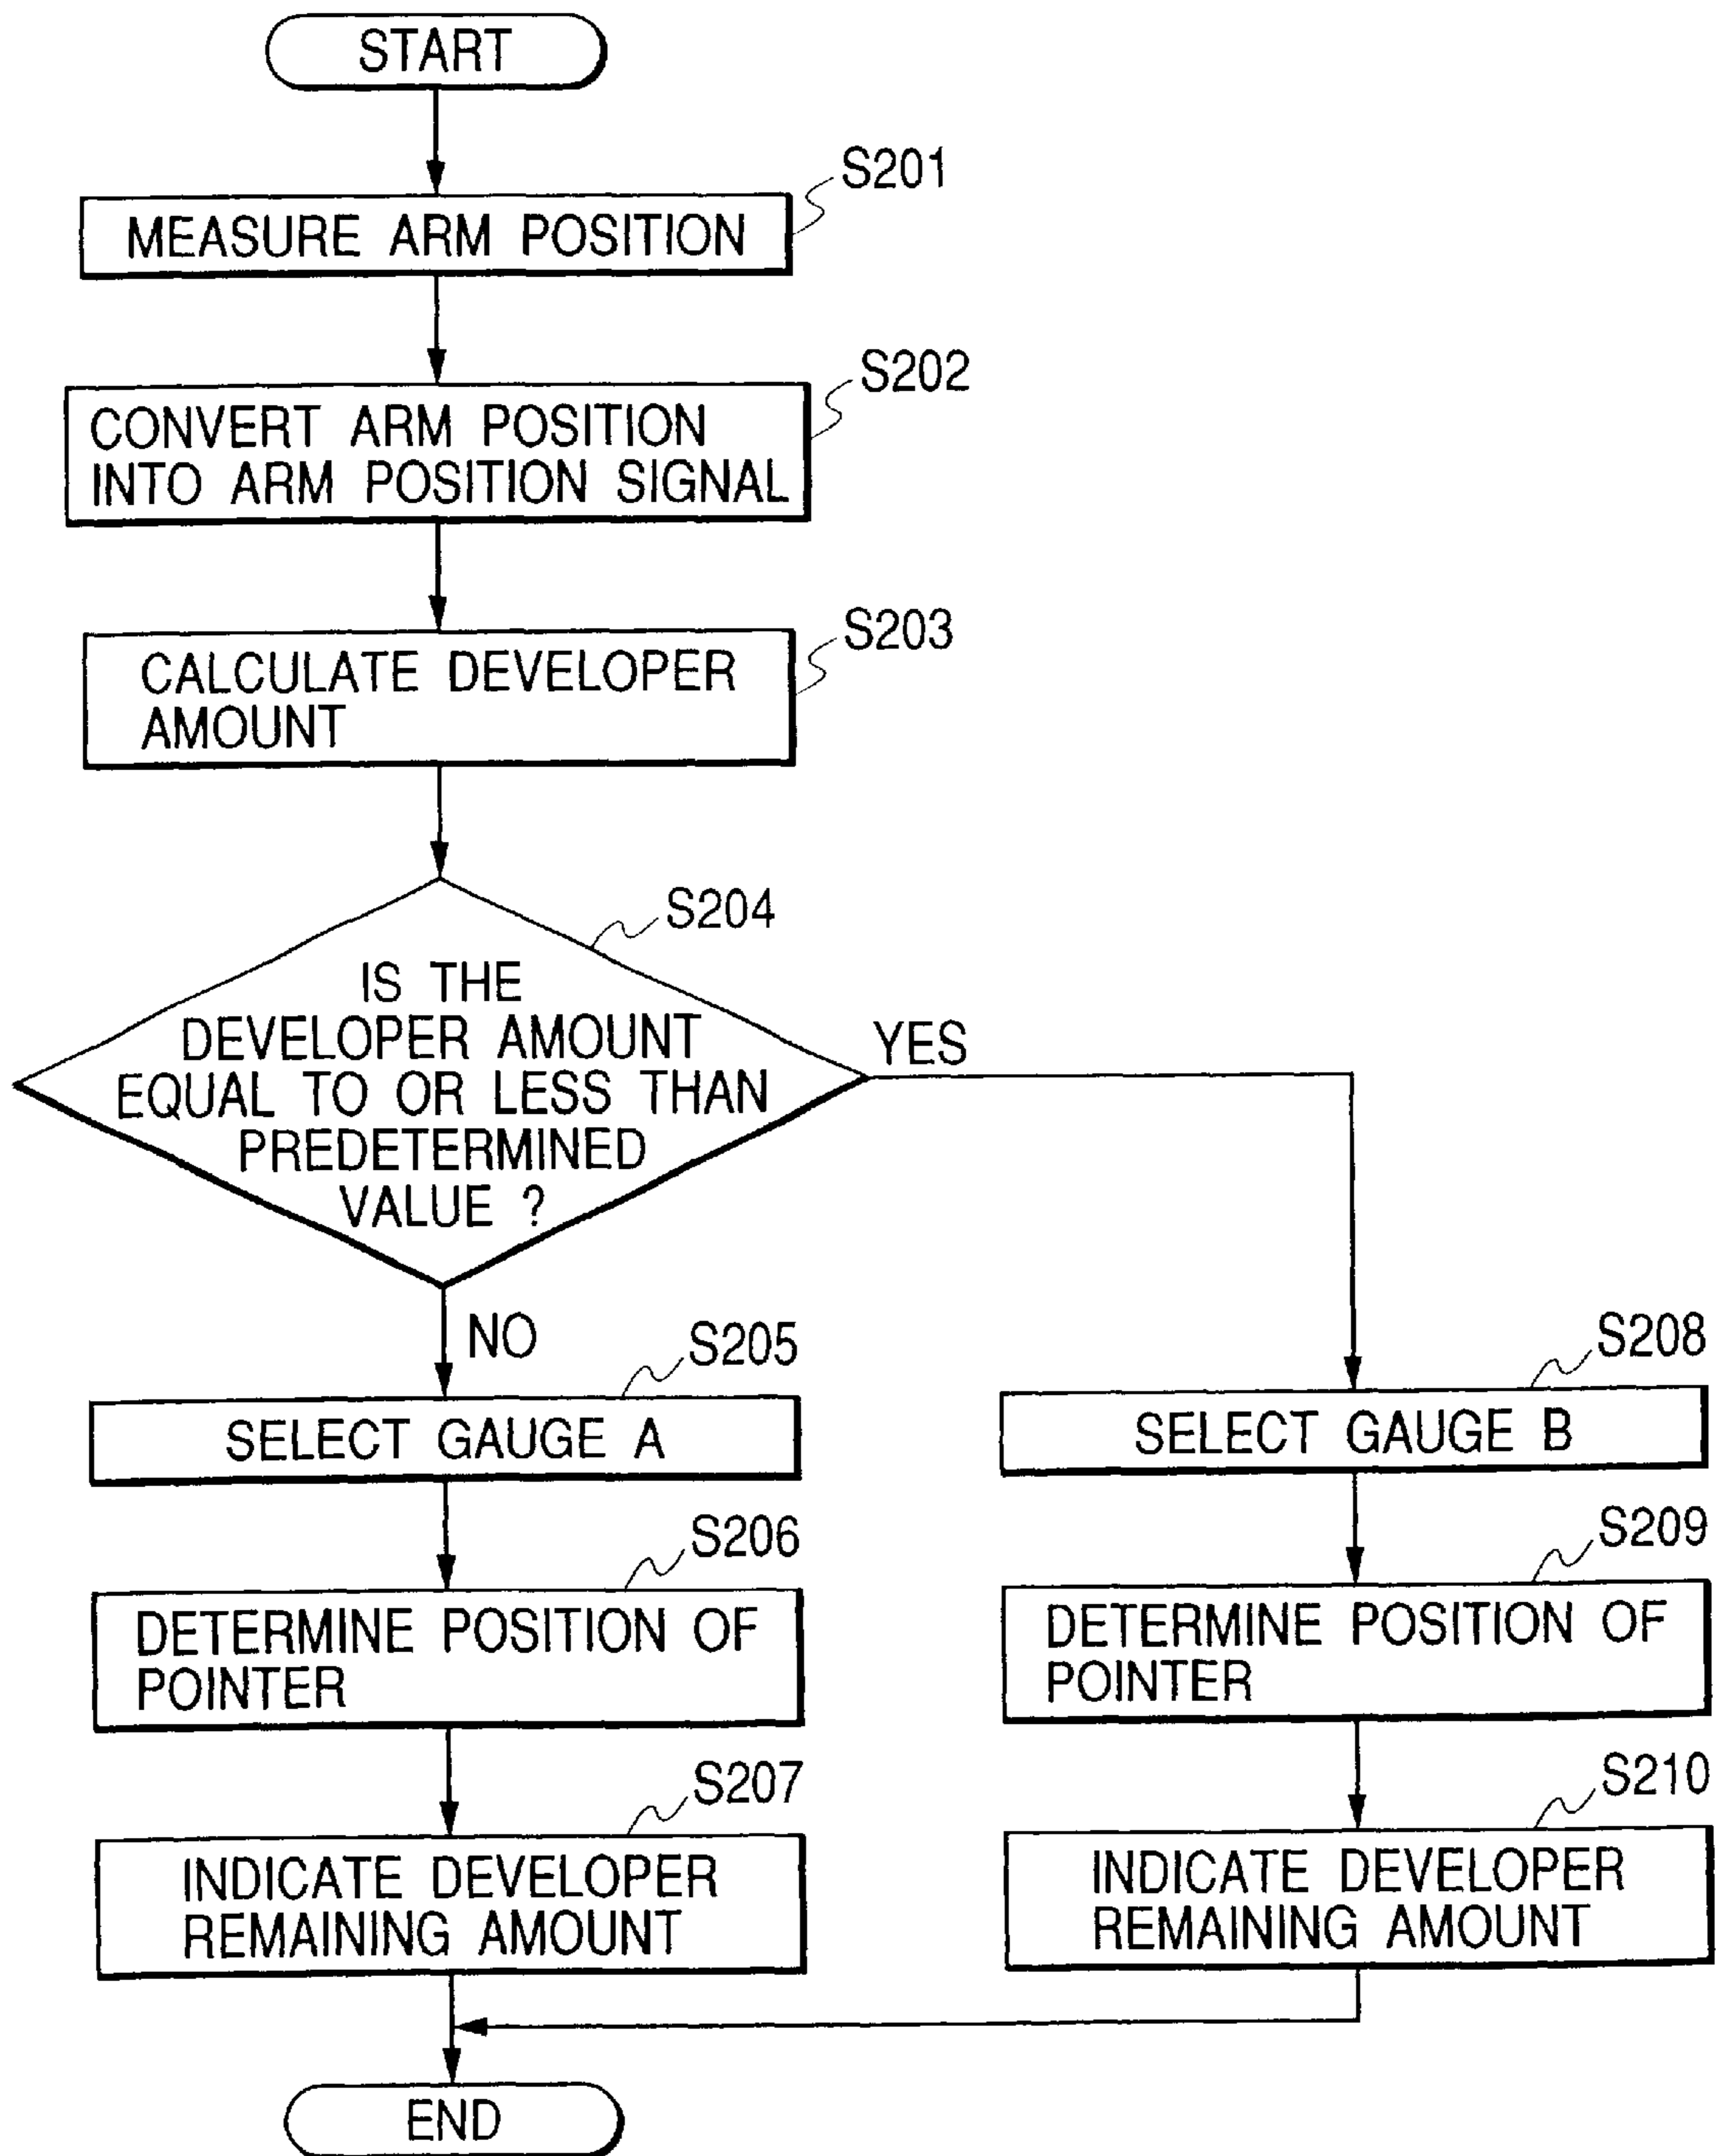 START
S201
MEASURE ARM POSITION
S202
CONVERT ARM POSITION
INTO ARM POSITION SIGNAL
S203
CALCULATE DEVELOPER
AMOUNT
S204
IS THE
DEVELOPER AMOUNT
EQUAL TO OR LESS THAN
PREDETERMINED
VALUE ?
YES
NO
S205
SELECT GAUGE A
S206
DETERMINE POSITION OF
POINTER
S207
INDICATE DEVELOPER
REMAINING AMOUNT
S208
SELECT GAUGE B
S209
DETERMINE POSITION OF
POINTER
S210
INDICATE DEVELOPER
REMAINING AMOUNT
END